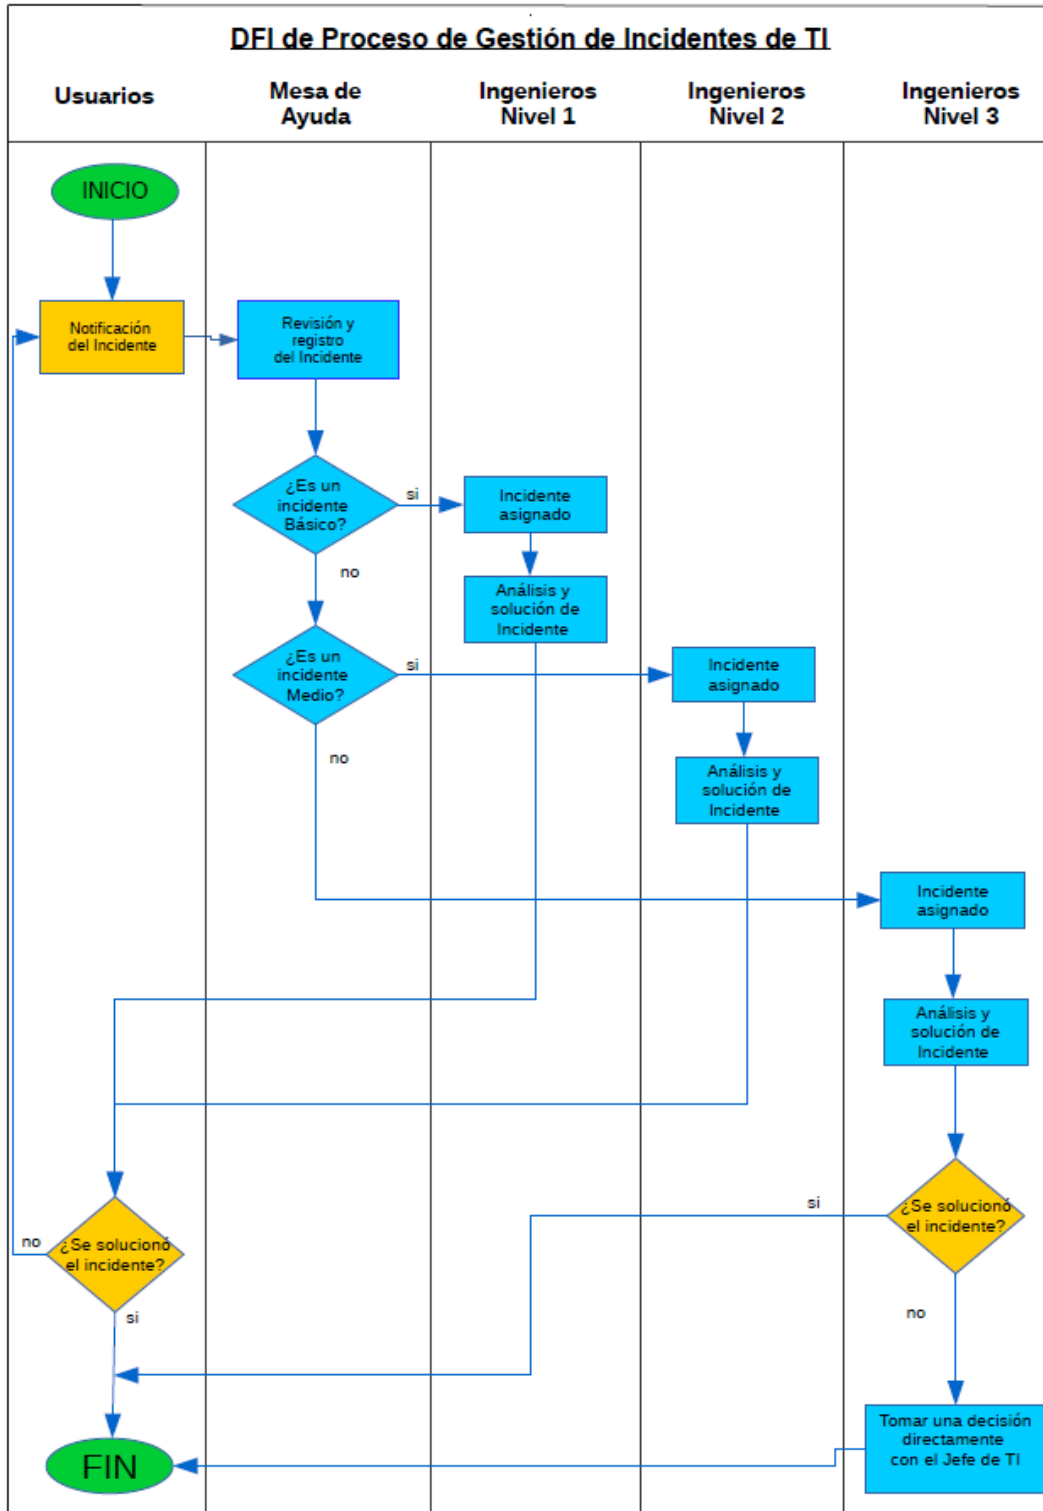 DFI de Proceso de Gestión de Incidentes de TI
Usuarios
Mesa de
Ayuda
Ingenieros
Nivel 1
Ingenieros
Nivel 2
Ingenieros
Nivel 3
INICIO
Notificación
del Incidente
Revisión y
registro
del Incidente
¿Es un
incidente
Básico?
si
Incidente
asignado
no
Análisis y
solución de
Incidente
¿Es un
incidente
Medio?
si
Incidente
asignado
no
Análisis y
solución de
Incidente
Incidente
asignado
Análisis y
solución de
Incidente
¿Se solucionó
el incidente?
si
no
¿Se solucionó
el incidente?
no
si
Tomar una decisión
directamente
con el Jefe de TI
FIN